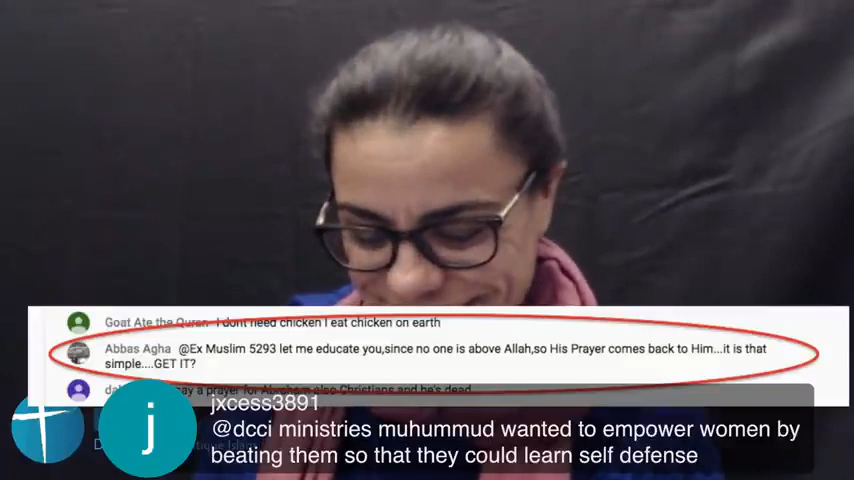 Goat Ate the Quran I dont need chicken I eat chicken on earth
Abbas Agha @Ex Muslim 5293 let me educate you,since no one is above Allah,so His Prayer comes back to Him...it is that
simple....GET IT?
say a prayer for Abraham also Christians and he's dead
jxcess3891
j
@dcci ministries muhummud wanted to empower women by
beating them so that they could learn self defense